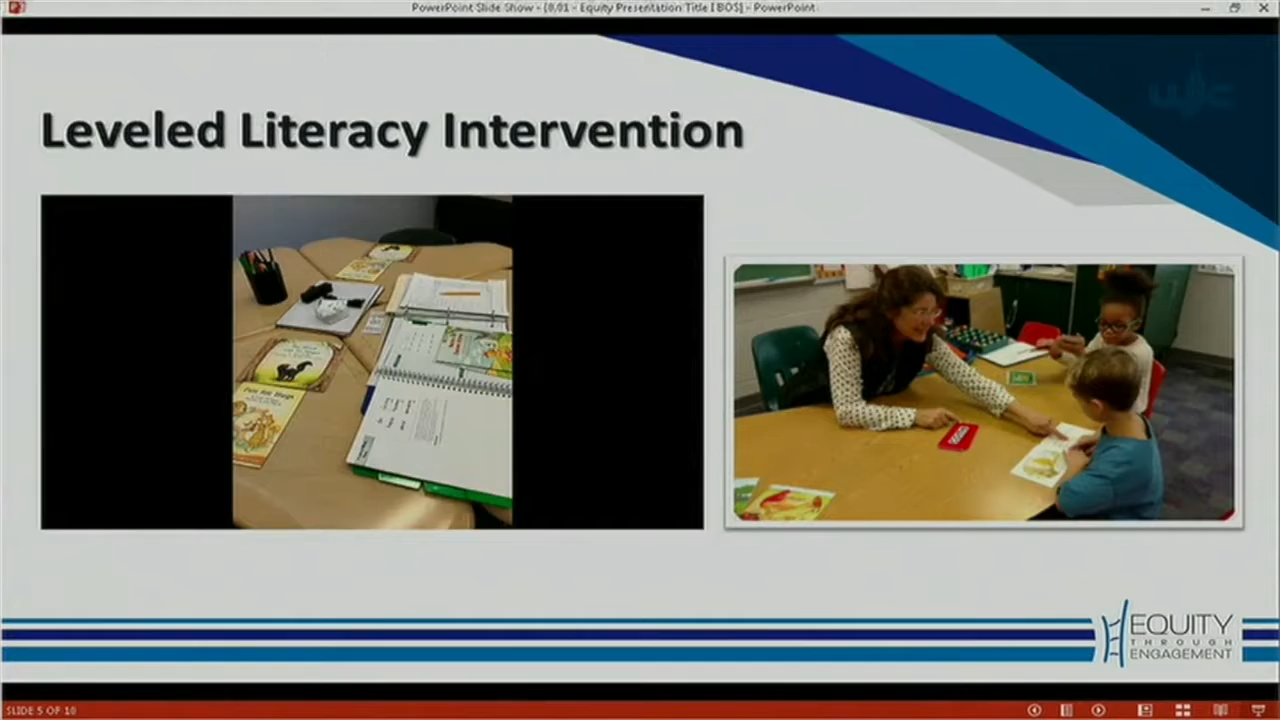 PowerPoint Slide Show - [8.01 - Equity Presentation Title [BOS] - PowerPoint
Leveled Literacy Intervention
EQUITY
THROUGH
ENGAGEMENT
SLIDE 5 OF 10